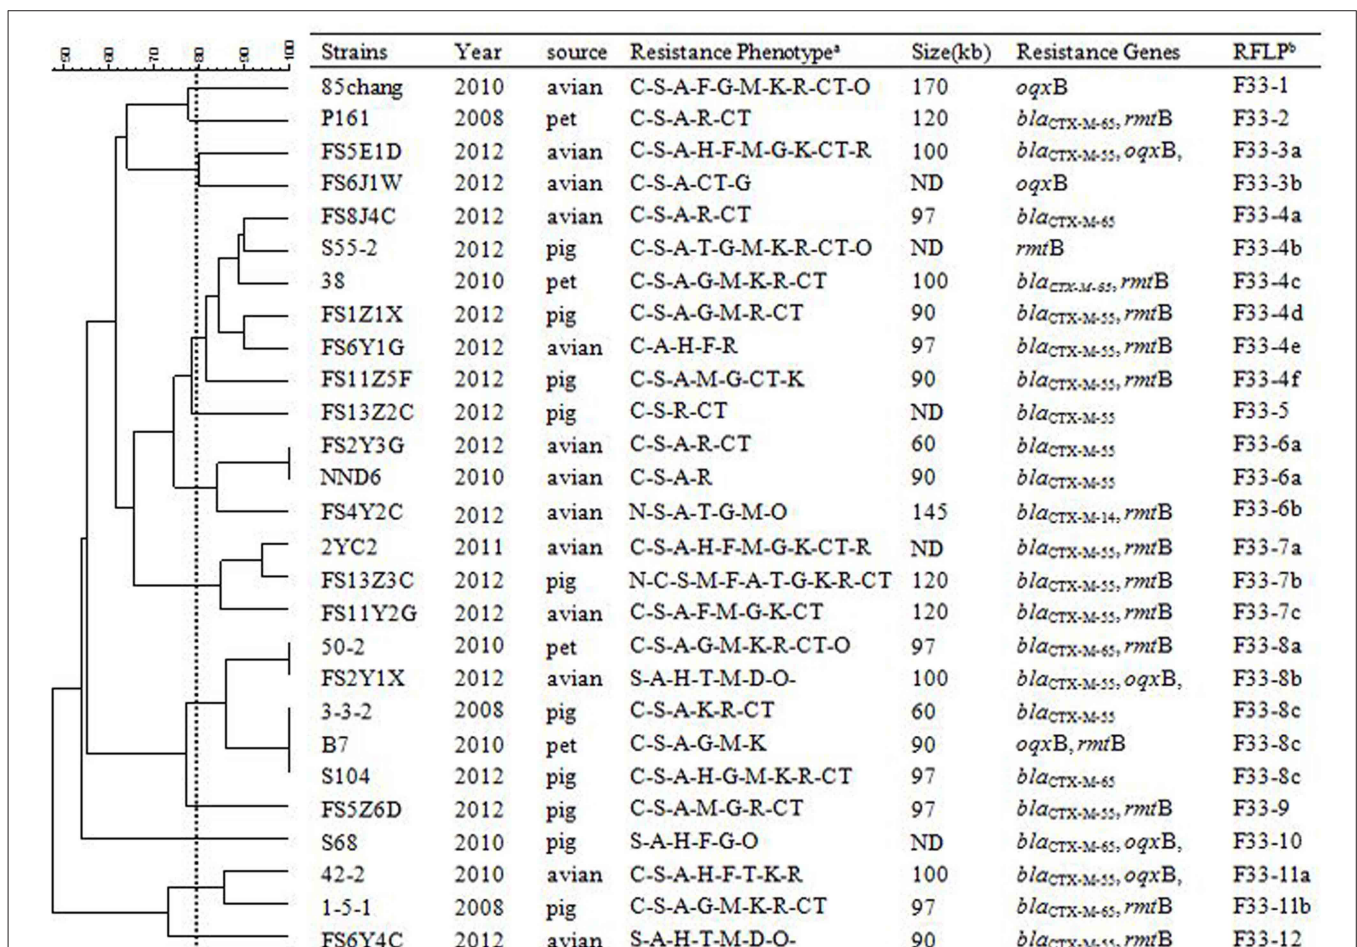 50 60 70 80 90 100
Strains Year source Resistance Phenotypeᵃ Size(kb) Resistance Genes RFLPᵇ
85chang 2010 avian C-S-A-F-G-M-K-R-CT-O 170 oqxB F33-1
P161 2008 pet C-S-A-R-CT 120 blaCTX-M-65, rmtB F33-2
FS5E1D 2012 avian C-S-A-H-F-M-G-K-CT-R 100 blaCTX-M-55, oqxB, F33-3a
FS6J1W 2012 avian C-S-A-CT-G ND oqxB F33-3b
FS8J4C 2012 avian C-S-A-R-CT 97 blaCTX-M-65 F33-4a
S55-2 2012 pig C-S-A-T-G-M-K-R-CT-O ND rmtB F33-4b
38 2010 pet C-S-A-G-M-K-R-CT 100 blaCTX-M-65, rmtB F33-4c
FS1Z1X 2012 pig C-S-A-G-M-R-CT 90 blaCTX-M-55, rmtB F33-4d
FS6Y1G 2012 avian C-A-H-F-R 97 blaCTX-M-55, rmtB F33-4e
FS11Z5F 2012 pig C-S-A-M-G-CT-K 90 blaCTX-M-55, rmtB F33-4f
FS13Z2C 2012 pig C-S-R-CT ND blaCTX-M-55 F33-5
FS2Y3G 2012 avian C-S-A-R-CT 60 blaCTX-M-55 F33-6a
NND6 2010 avian C-S-A-R 90 blaCTX-M-55 F33-6a
FS4Y2C 2012 avian N-S-A-T-G-M-O 145 blaCTX-M-14, rmtB F33-6b
2YC2 2011 avian C-S-A-H-F-M-G-K-CT-R ND blaCTX-M-55, rmtB F33-7a
FS13Z3C 2012 pig N-C-S-M-F-A-T-G-K-R-CT 120 blaCTX-M-55, rmtB F33-7b
FS11Y2G 2012 avian C-S-A-F-M-G-K-CT 120 blaCTX-M-55, rmtB F33-7c
50-2 2010 pet C-S-A-G-M-K-R-CT-O 97 blaCTX-M-65, rmtB F33-8a
FS2Y1X 2012 avian S-A-H-T-M-D-O- 100 blaCTX-M-55, oqxB, F33-8b
3-3-2 2008 pig C-S-A-K-R-CT 60 blaCTX-M-55 F33-8c
B7 2010 pet C-S-A-G-M-K 90 oqxB, rmtB F33-8c
S104 2012 pig C-S-A-H-G-M-K-R-CT 97 blaCTX-M-65 F33-8c
FS5Z6D 2012 pig C-S-A-M-G-R-CT 97 blaCTX-M-55, rmtB F33-9
S68 2010 pig S-A-H-F-G-O ND blaCTX-M-65, oqxB, F33-10
42-2 2010 avian C-S-A-H-F-T-K-R 100 blaCTX-M-55, oqxB, F33-11a
1-5-1 2008 pig C-S-A-G-M-K-R-CT 97 blaCTX-M-65, rmtB F33-11b
FS6Y4C 2012 avian S-A-H-T-M-D-O- 90 blaCTX-M-55, rmtB F33-12